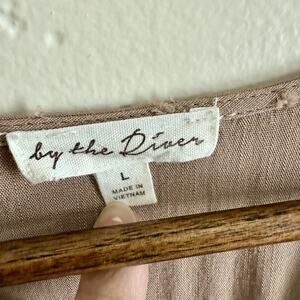 by the River
L
MADE IN
VIETNAM